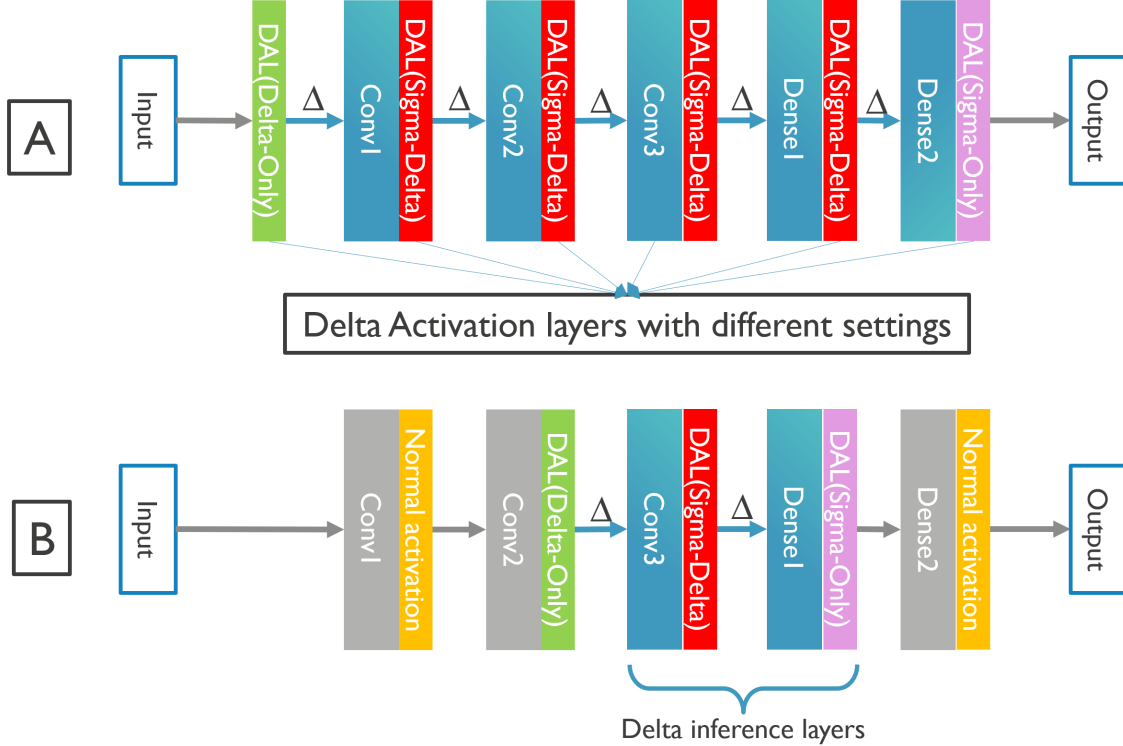 A
Input
DAL(Delta-Only)
Δ
Conv1
DAL(Sigma-Delta)
Δ
Conv2
DAL(Sigma-Delta)
Δ
Conv3
DAL(Sigma-Delta)
Δ
Dense1
DAL(Sigma-Delta)
Δ
Dense2
DAL(Sigma-Only)
Output
Delta Activation layers with different settings
B
Input
Conv1
Normal activation
Conv2
DAL(Delta-Only)
Δ
Conv3
DAL(Sigma-Delta)
Δ
Dense1
DAL(Sigma-Only)
Dense2
Normal activation
Output
Delta inference layers